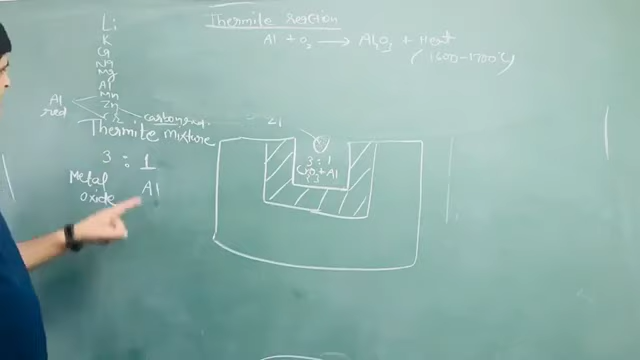 Thermite reaction
Al + O₂ → Al₂O₃ + Heat
(1600-1700°C)
Li
K
Ca
Na
Mg
Al
Mn
Zn
Cr
Al
red
carbon red.
Thermite mixture
3 : 1
Metal Al
oxide
3 : 1
+ Al